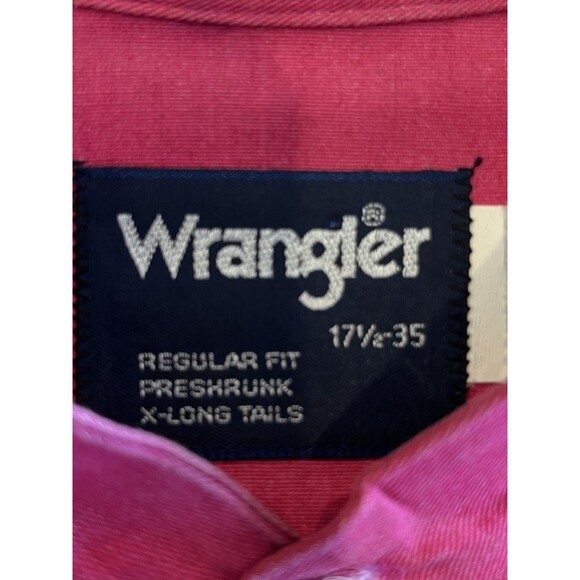 Wrangler®
17½-35
REGULAR FIT
PRESHRUNK
X-LONG TAILS